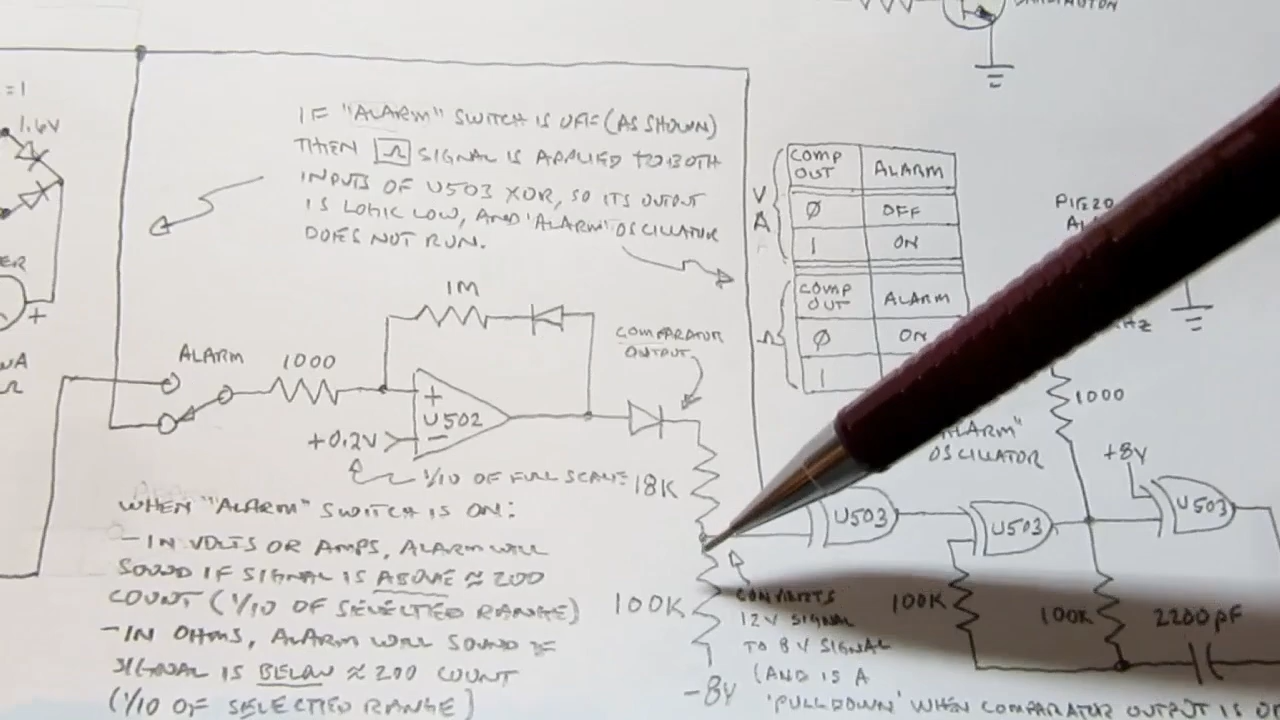 DARLINGTON
=1
1.6V
IF "ALARM" SWITCH IS OFF (AS SHOWN)
THEN Ω SIGNAL IS APPLIED TO BOTH
INPUTS OF U503 XOR, SO ITS OUTPUT
IS LOGIC LOW, AND "ALARM" OSCILLATOR
DOES NOT RUN.
V
A
COMP OUT ALARM
0 OFF
1 ON
Ω
COMP OUT ALARM
0 ON
1
PIEZO
+
1M
COMPARATOR
OUTPUT
ALARM
1000
+
U502
−
+0.2V
1/10 OF FULL SCALE
18K
ALARM"
OSCILLATOR
1000
+8V
U503
U503
U503
WHEN "ALARM" SWITCH IS ON:
-IN VOLTS OR AMPS, ALARM WILL
SOUND IF SIGNAL IS ABOVE ≈ 200
COUNT (1/10 OF SELECTED RANGE)
-IN OHMS, ALARM WILL SOUND IF
SIGNAL IS BELOW ≈ 200 COUNT
(1/10 OF SELECTED RANGE)
100K
-8V
CONVERTS
12V SIGNAL
TO 8V SIGNAL
(AND IS A
'PULLDOWN' WHEN COMPARATOR OUTPUT IS
100K
100K
2200pF